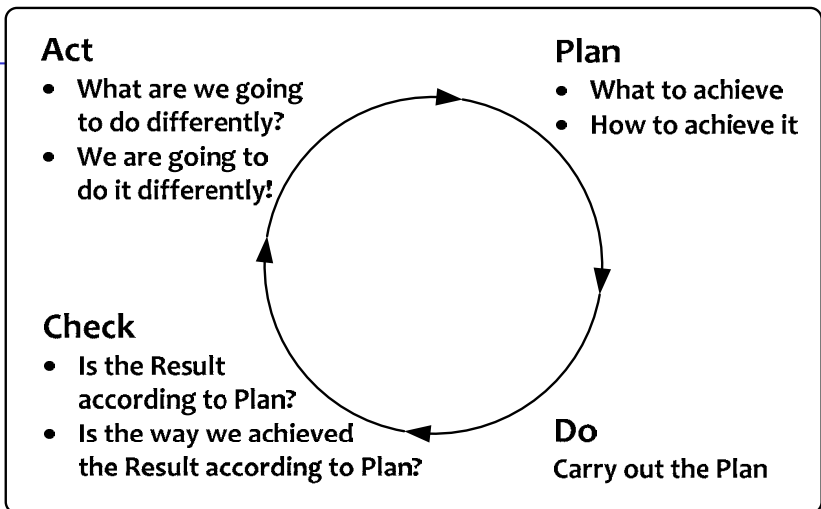 Act
• What are we going
to do differently?
• We are going to
do it differently!
Plan
• What to achieve
• How to achieve it
Check
• Is the Result
according to Plan?
• Is the way we achieved
the Result according to Plan?
Do
Carry out the Plan